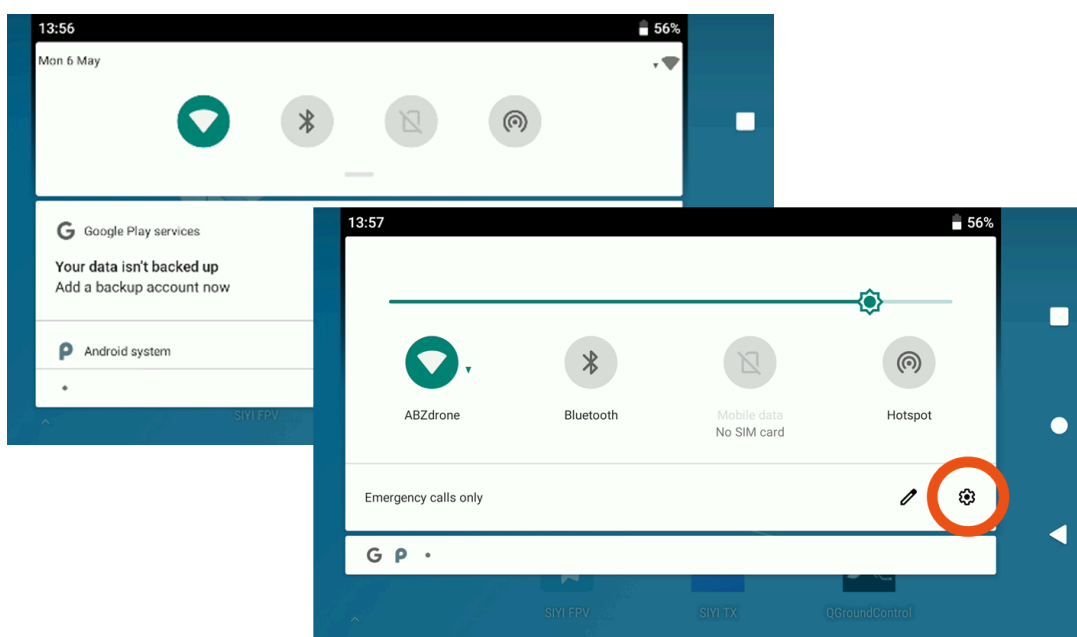 13:56
56%
Mon 6 May
Google Play services
Your data isn't backed up
Add a backup account now
Android system
SIYI FPV
13:57
56%
ABZdrone
Bluetooth
Mobile data
No SIM card
Hotspot
Emergency calls only
SIYI FPV
SIYI TX
QGroundControl